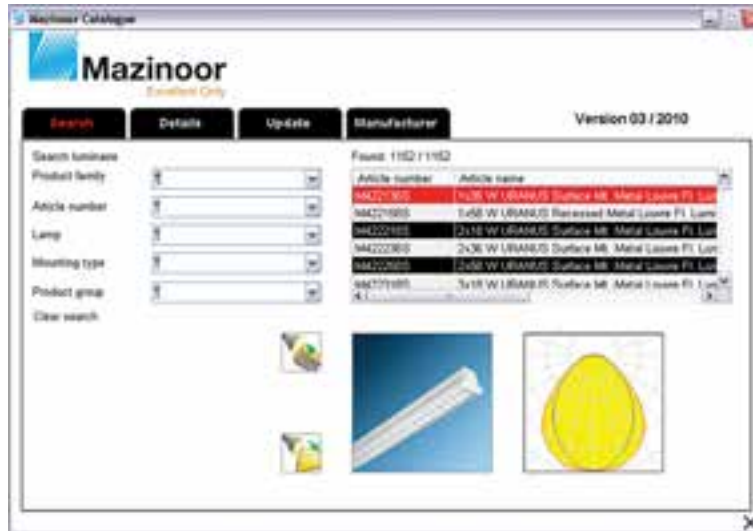 Mazinoor Catalogue
Mazinoor
Excellent Only
Search Details Update Manufacturer Version 03 / 2010
Search luminaire
Found: 1152 / 1152
Product family
Article number
Lamp
Mounting type
Product group
Clear search
Article number Article name
1x36 W URANUS Surface Mt. Metal Louvre Fl. Lum
1x58 W URANUS Recessed Metal Louvre Fl. Lumi
2x18 W URANUS Surface Mt. Metal Louvre Fl. Lum
2x36 W URANUS Surface Mt. Metal Louvre Fl. Lum
2x58 W URANUS Surface Mt. Metal Louvre Fl. Lum
3x18 W URANUS Surface Mt. Metal Louvre Fl. Lum